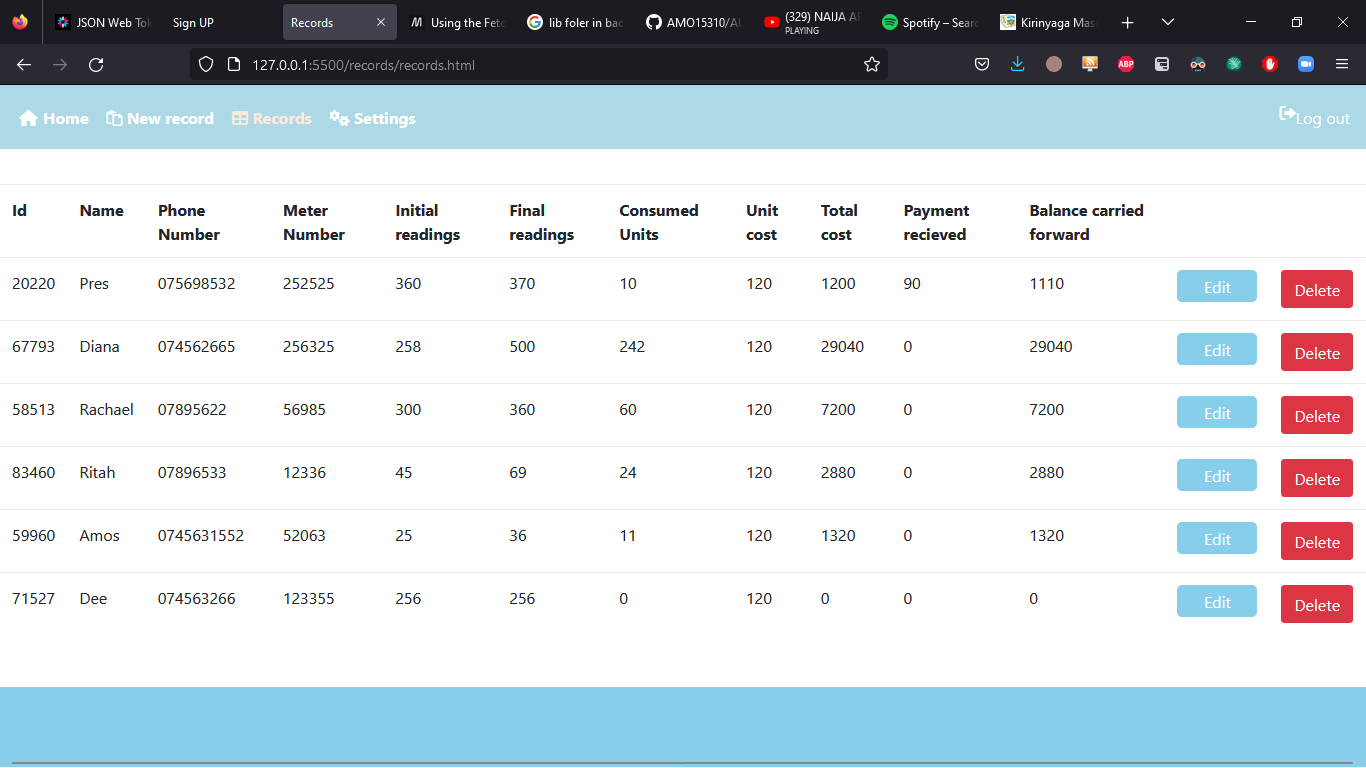 JSON Web Tok
Sign UP
Records
Using the Fetc
lib foler in bac
AMO15310/AU
(329) NAIJA AF
PLAYING
Spotify – Searc
Kirinyaga Mas
127.0.0.1:5500/records/records.html
ABP
Home New record Records Settings Log out
Id Name Phone Number Meter Number Initial readings Final readings Consumed Units Unit cost Total cost Payment recieved Balance carried forward
20220 Pres 075698532 252525 360 370 10 120 1200 90 1110 Edit Delete
67793 Diana 074562665 256325 258 500 242 120 29040 0 29040 Edit Delete
58513 Rachael 07895622 56985 300 360 60 120 7200 0 7200 Edit Delete
83460 Ritah 07896533 12336 45 69 24 120 2880 0 2880 Edit Delete
59960 Amos 0745631552 52063 25 36 11 120 1320 0 1320 Edit Delete
71527 Dee 074563266 123355 256 256 0 120 0 0 0 Edit Delete